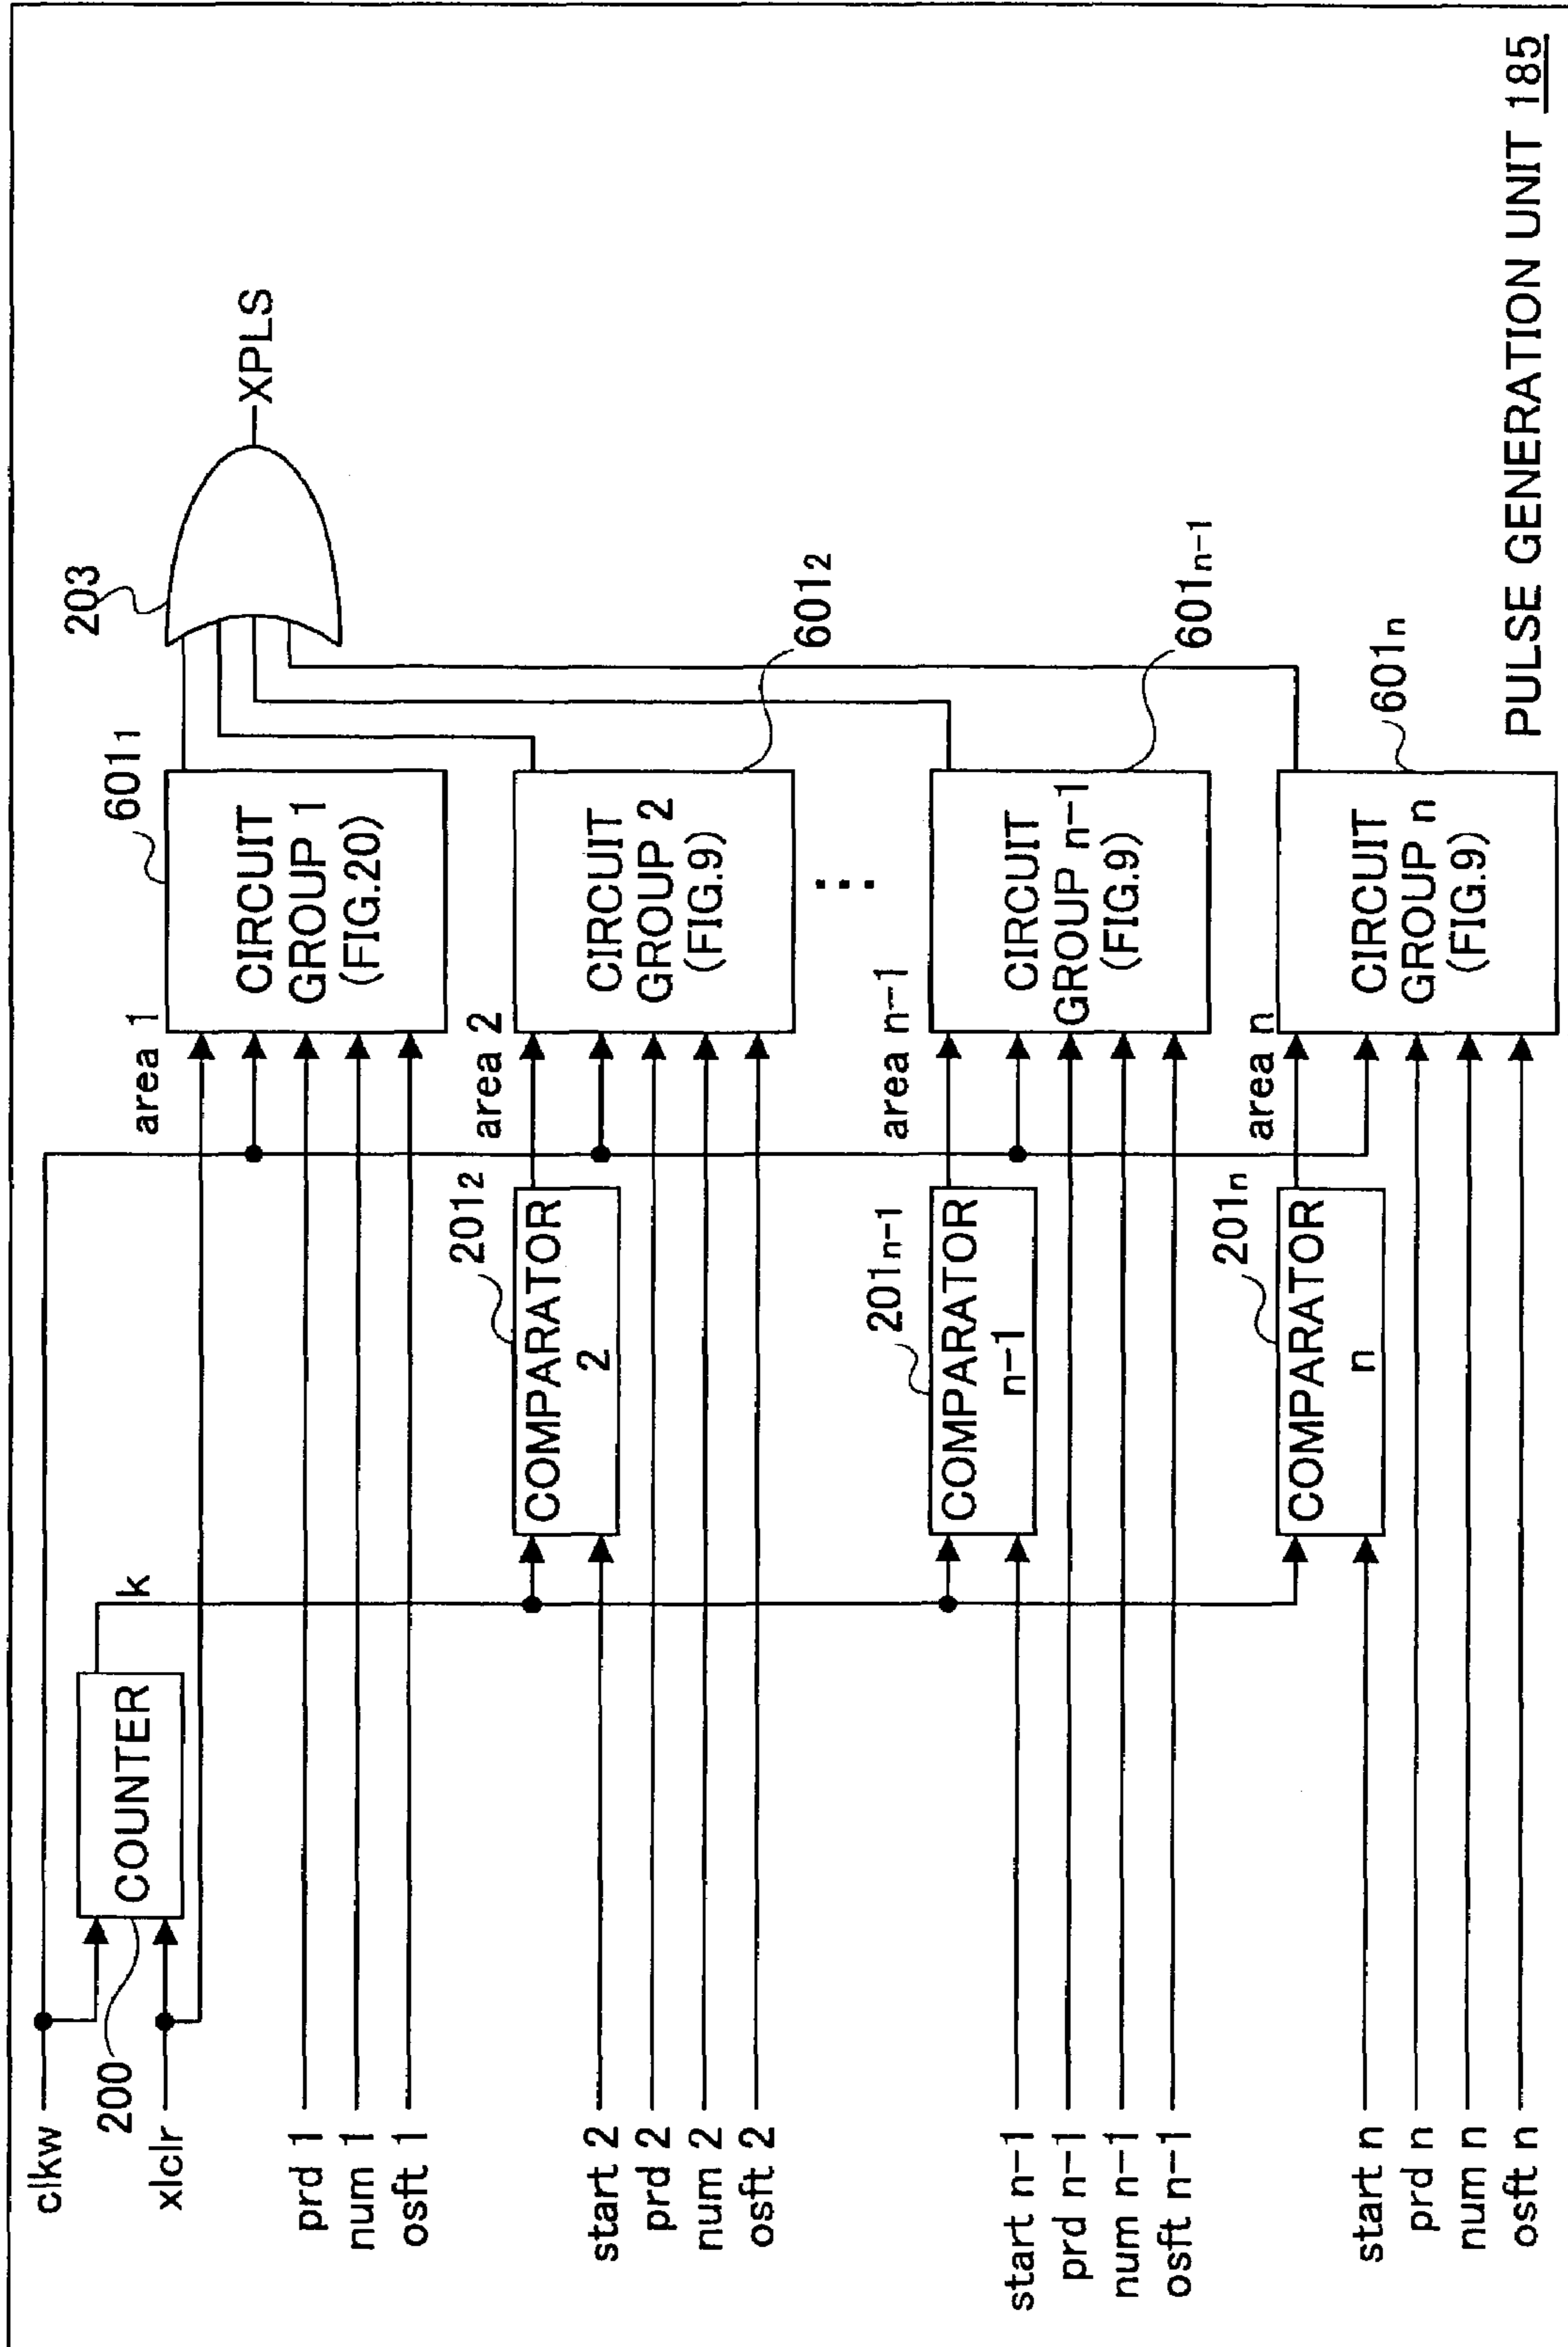 clkw
200
xlclr
COUNTER
k
prd 1
num 1
osft 1
area 1
601₁
CIRCUIT
GROUP 1
(FIG.20)
203
XPLS
start 2
prd 2
num 2
osft 2
201₂
COMPARATOR
2
area 2
CIRCUIT
GROUP 2
(FIG.9)
601₂
⋮
start n-1
prd n-1
num n-1
osft n-1
201n-1
COMPARATOR
n-1
area n-1
CIRCUIT
GROUP n-1
(FIG.9)
601n-1
start n
prd n
num n
osft n
201n
COMPARATOR
n
area n
CIRCUIT
GROUP n
(FIG.9)
601n
PULSE GENERATION UNIT 185